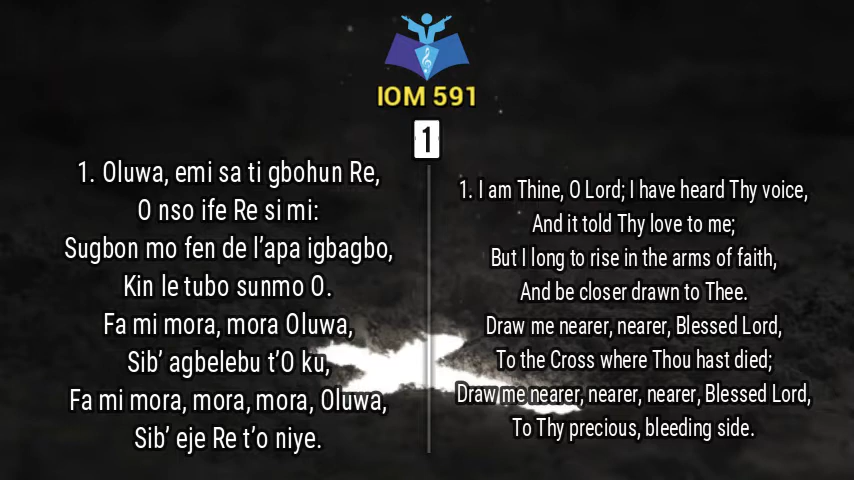 IOM 591
1
1. Oluwa, emi sa ti gbohun Re,
O nso ife Re si mi:
Sugbon mo fen de l’apa igbagbo,
Kin le tubo sunmo O.
Fa mi mora, mora Oluwa,
Sib’ agbelebu t’O ku,
Fa mi mora, mora, mora, Oluwa,
Sib’ eje Re t’o niye.
1. I am Thine, O Lord; I have heard Thy voice,
And it told Thy love to me;
But I long to rise in the arms of faith,
And be closer drawn to Thee.
Draw me nearer, nearer, Blessed Lord,
To the Cross where Thou hast died;
Draw me nearer, nearer, nearer, Blessed Lord,
To Thy precious, bleeding side.